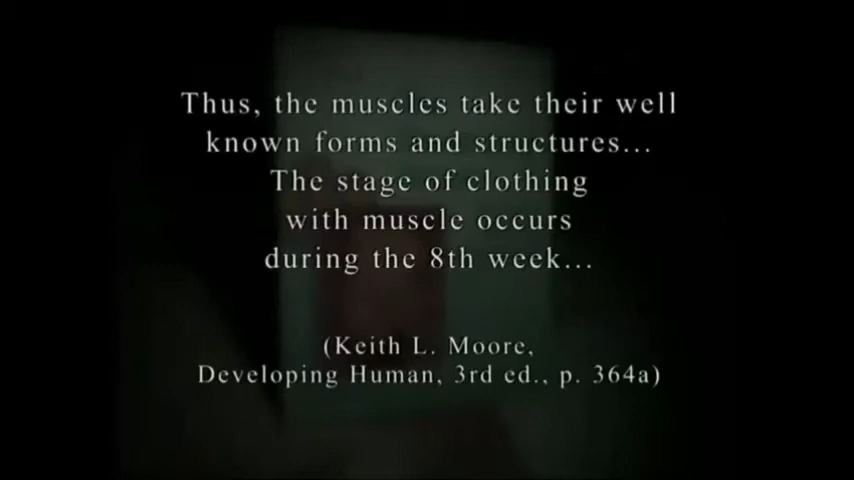 Thus, the muscles take their well
known forms and structures...
The stage of clothing
with muscle occurs
during the 8th week...
(Keith L. Moore,
Developing Human, 3rd ed., p. 364a)